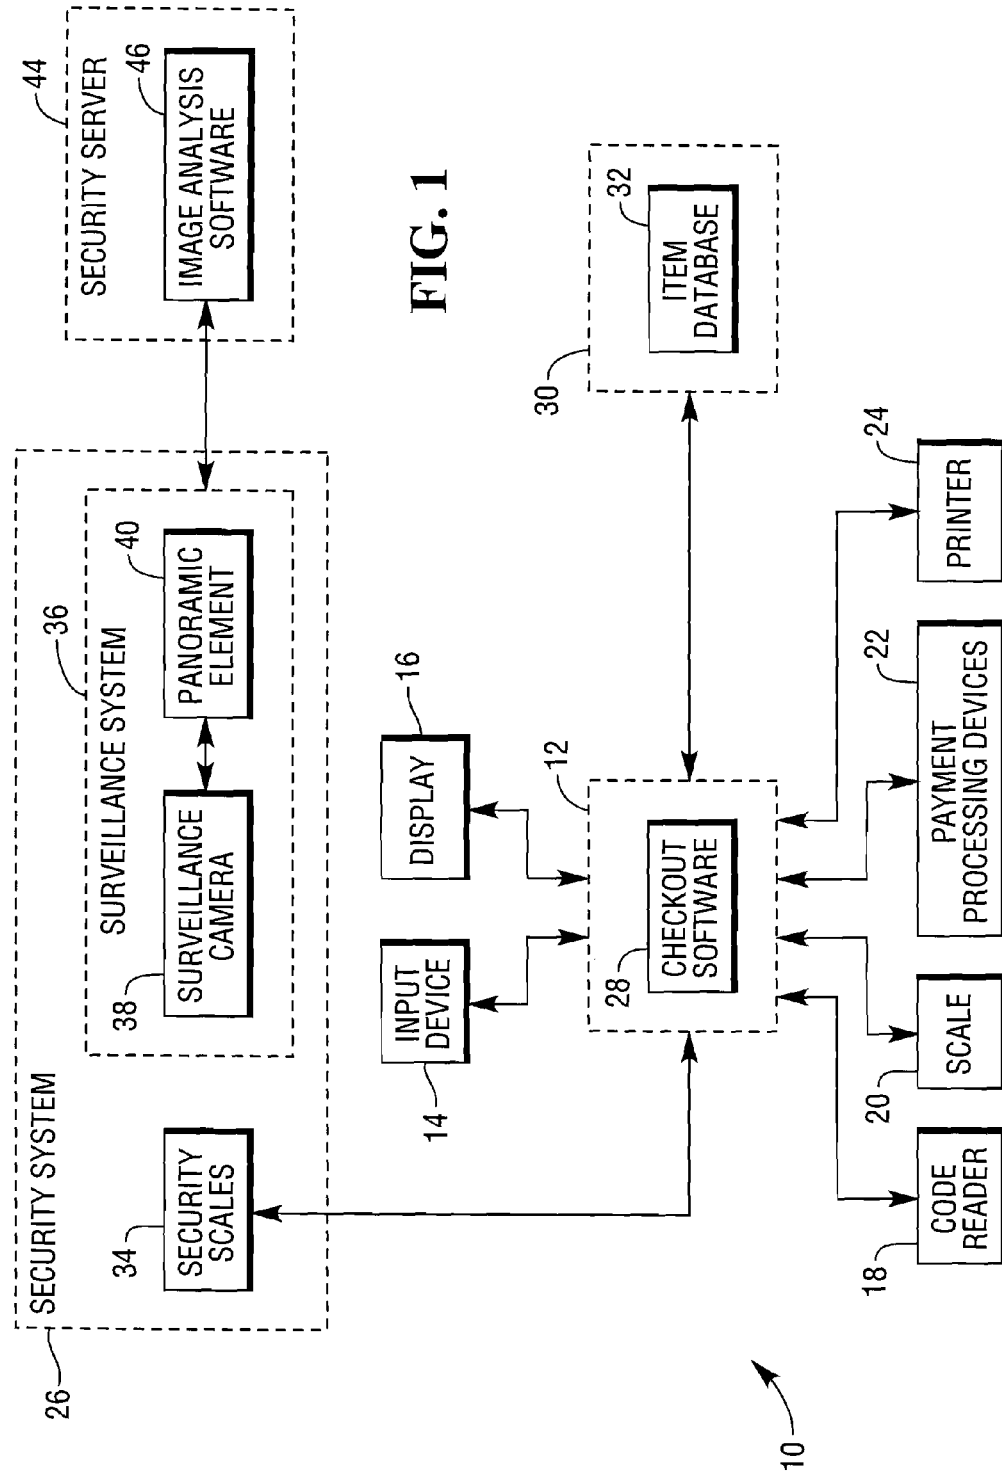 26
SECURITY SYSTEM
34
SECURITY
SCALES
36
SURVEILLANCE SYSTEM
38
SURVEILLANCE
CAMERA
40
PANORAMIC
ELEMENT
44
SECURITY SERVER
46
IMAGE ANALYSIS
SOFTWARE
FIG. 1
14
INPUT
DEVICE
16
DISPLAY
12
28
CHECKOUT
SOFTWARE
30
32
ITEM
DATABASE
18
CODE
READER
20
SCALE
22
PAYMENT
PROCESSING DEVICES
24
PRINTER
10